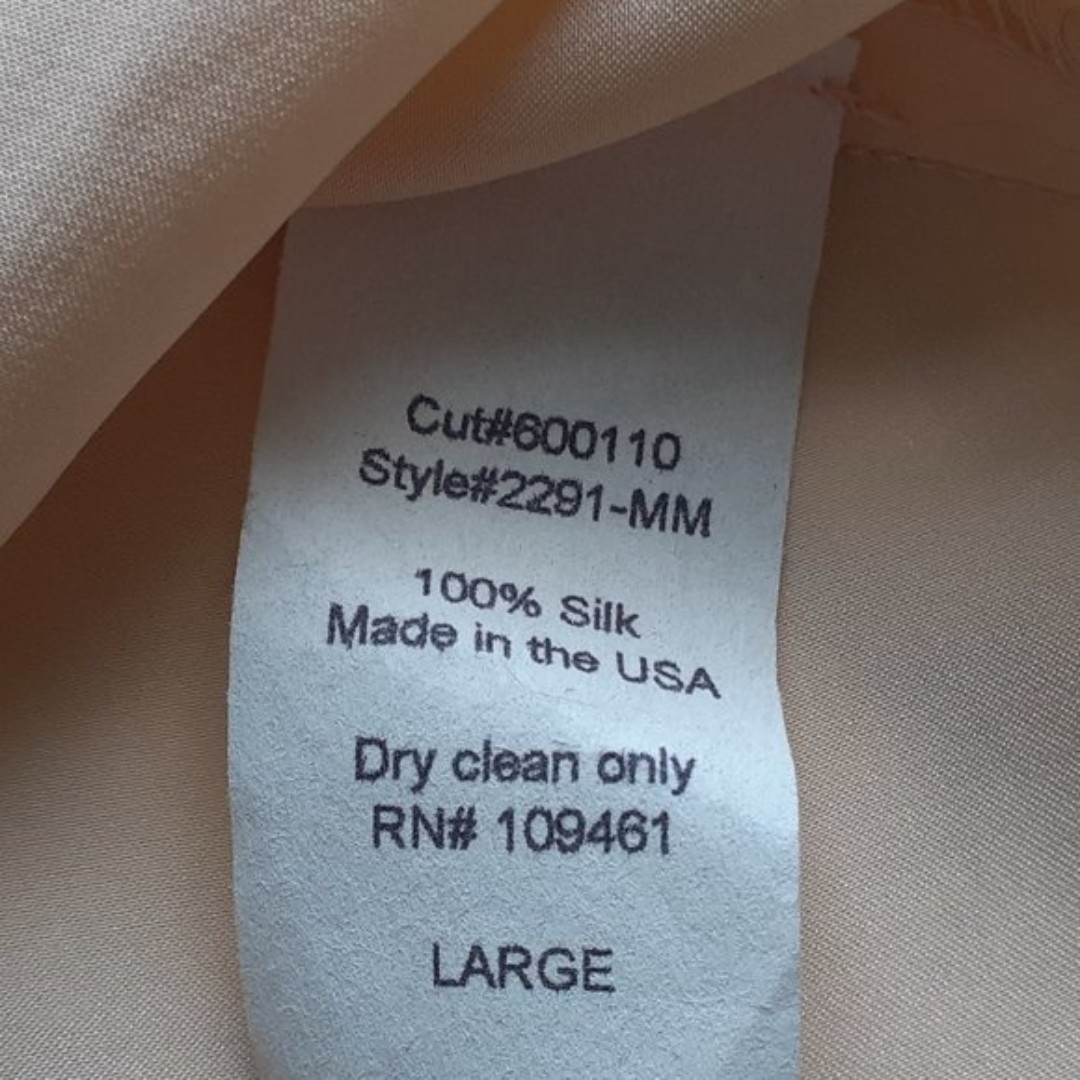 Cut#600110
Style#2291-MM
100% Silk
Made in the USA
Dry clean only
RN# 109461
LARGE